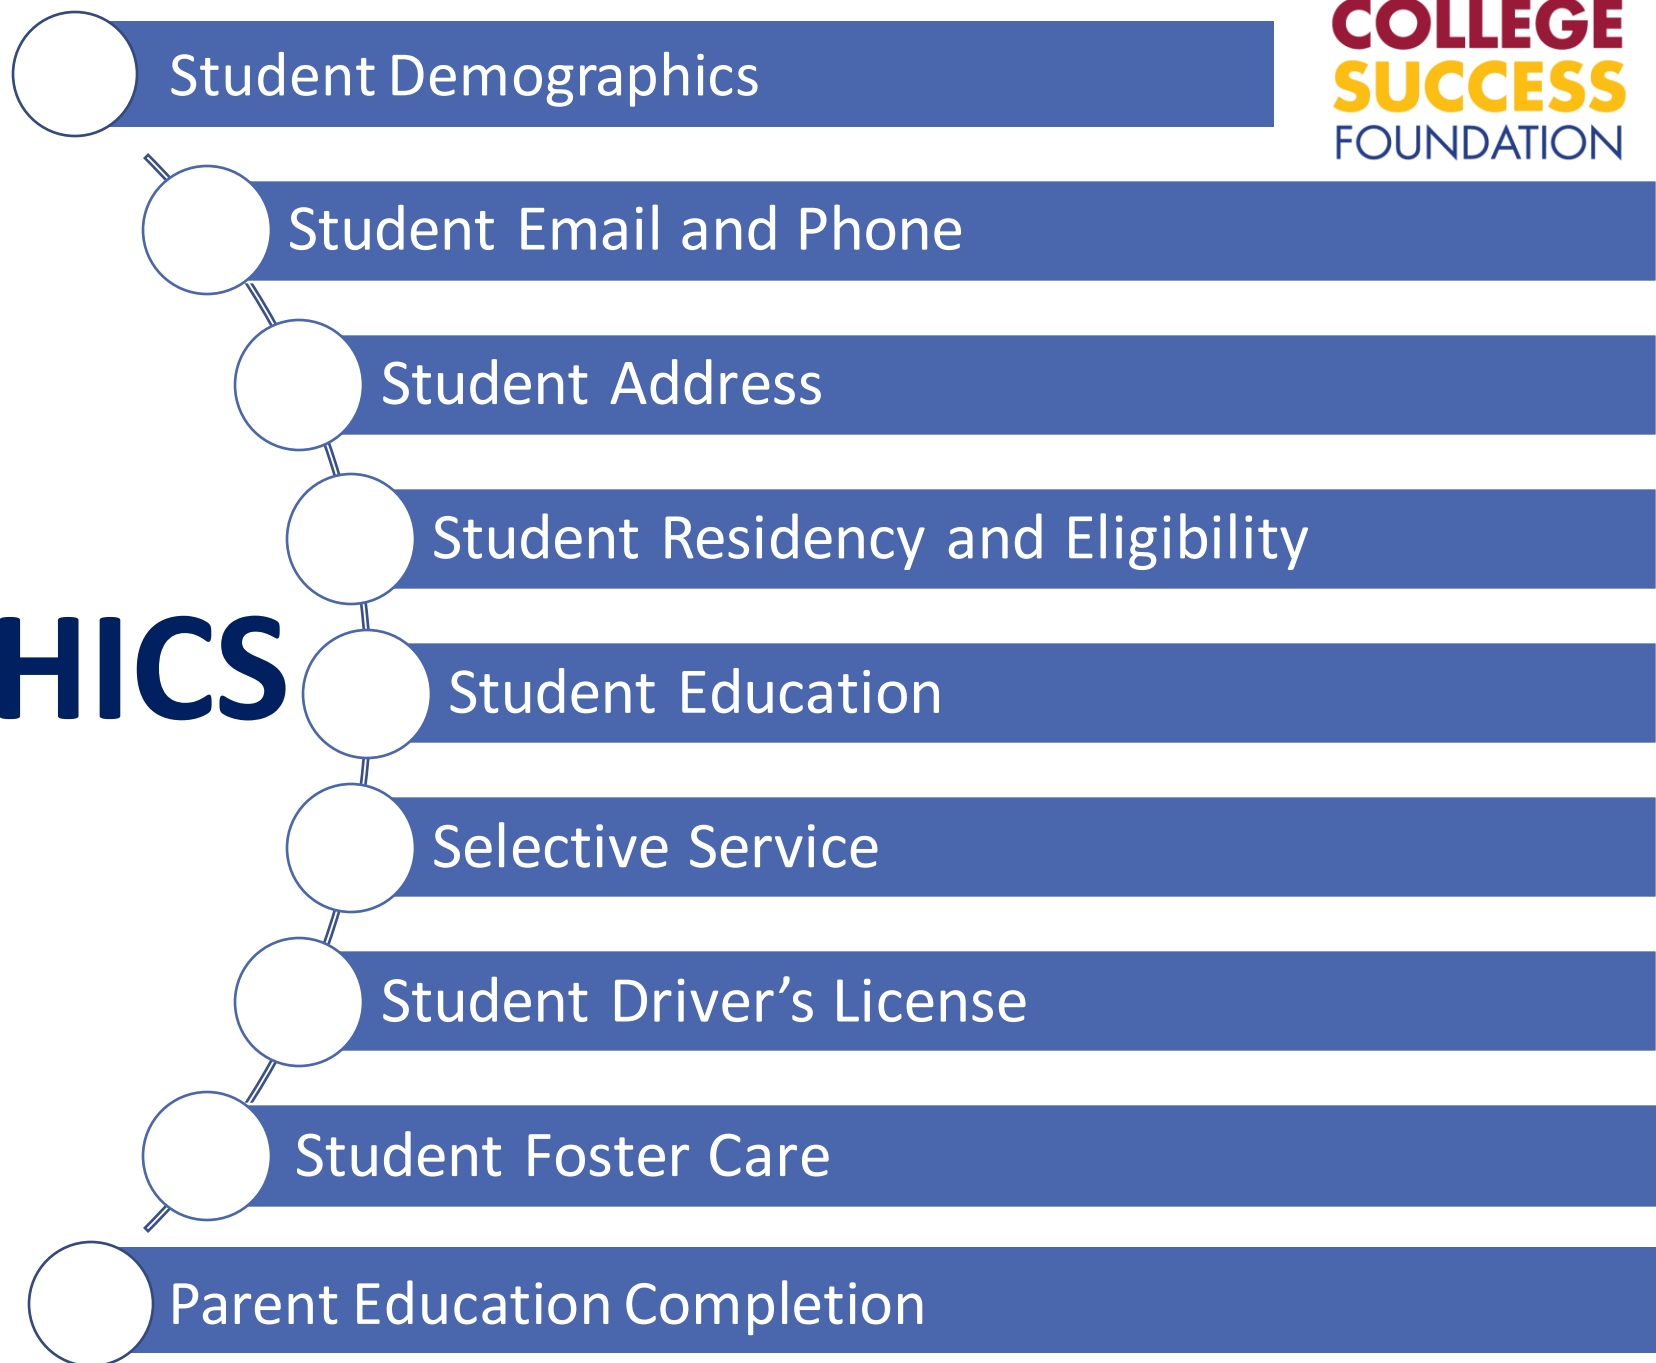 COLLEGE
SUCCESS
FOUNDATION
Student Demographics
Student Email and Phone
Student Address
Student Residency and Eligibility
HICS
Student Education
Selective Service
Student Driver’s License
Student Foster Care
Parent Education Completion